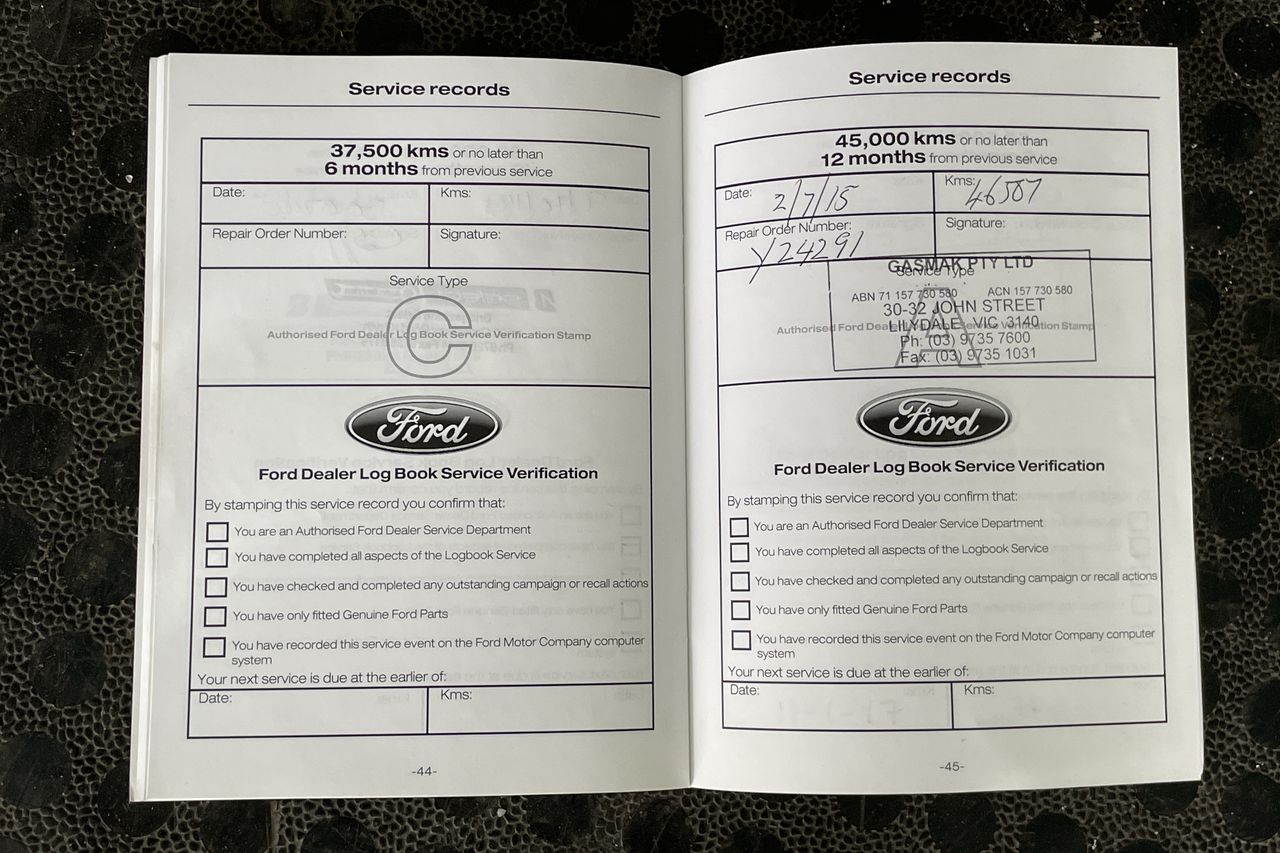 Service records
37,500 kms or no later than
6 months from previous service
Date:
Kms:
Repair Order Number:
Signature:
Service Type
C
Authorised Ford Dealer Log Book Service Verification Stamp
Ford
Ford Dealer Log Book Service Verification
By stamping this service record you confirm that:
You are an Authorised Ford Dealer Service Department
You have completed all aspects of the Logbook Service
You have checked and completed any outstanding campaign or recall actions
You have only fitted Genuine Ford Parts
You have recorded this service event on the Ford Motor Company computer
system
Your next service is due at the earlier of:
Date:
Kms:
-44-
Service records
45,000 kms or no later than
12 months from previous service
Date: 2/7/15
Kms: 46507
Repair Order Number:
Y24291
Signature:
GASMAK PTY LTD
Service Type
ABN 71 157 730 580 ACN 157 730 580
30-32 JOHN STREET
LILYDALE VIC 3140
Authorised Ford Dealer Log Book Service Verification Stamp
A
Ph: (03) 9735 7600
Fax: (03) 9735 1031
Ford
Ford Dealer Log Book Service Verification
By stamping this service record you confirm that:
You are an Authorised Ford Dealer Service Department
You have completed all aspects of the Logbook Service
You have checked and completed any outstanding campaign or recall actions
You have only fitted Genuine Ford Parts
You have recorded this service event on the Ford Motor Company computer
system
Your next service is due at the earlier of:
Date:
Kms:
-45-